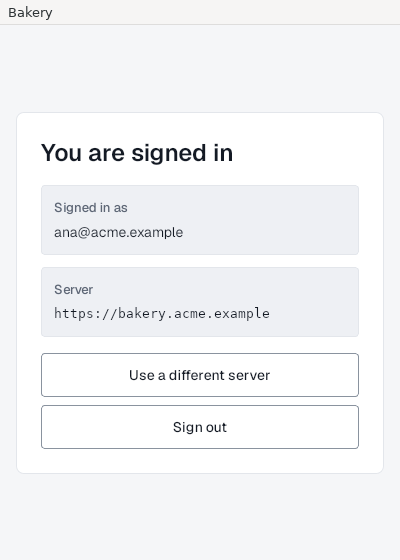 Bakery
You are signed in
Signed in as
ana@acme.example
Server
https://bakery.acme.example
Use a different server
Sign out